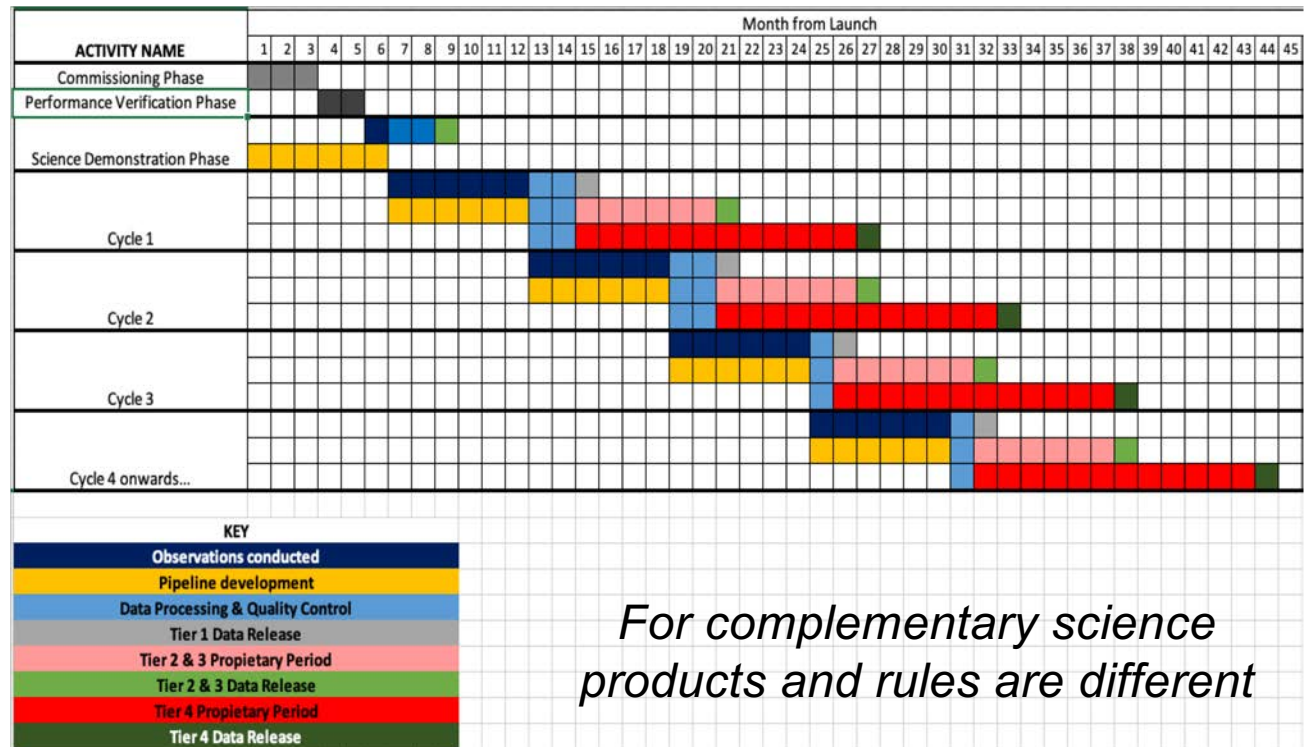 Month from Launch
ACTIVITY NAME 1 2 3 4 5 6 7 8 9 10 11 12 13 14 15 16 17 18 19 20 21 22 23 24 25 26 27 28 29 30 31 32 33 34 35 36 37 38 39 40 41 42 43 44 45
Commissioning Phase
Performance Verification Phase
Science Demonstration Phase
Cycle 1
Cycle 2
Cycle 3
Cycle 4 onwards...
KEY
Observations conducted
Pipeline development
Data Processing & Quality Control
Tier 1 Data Release
Tier 2 & 3 Propietary Period
Tier 2 & 3 Data Release
Tier 4 Propietary Period
Tier 4 Data Release
For complementary science
products and rules are different